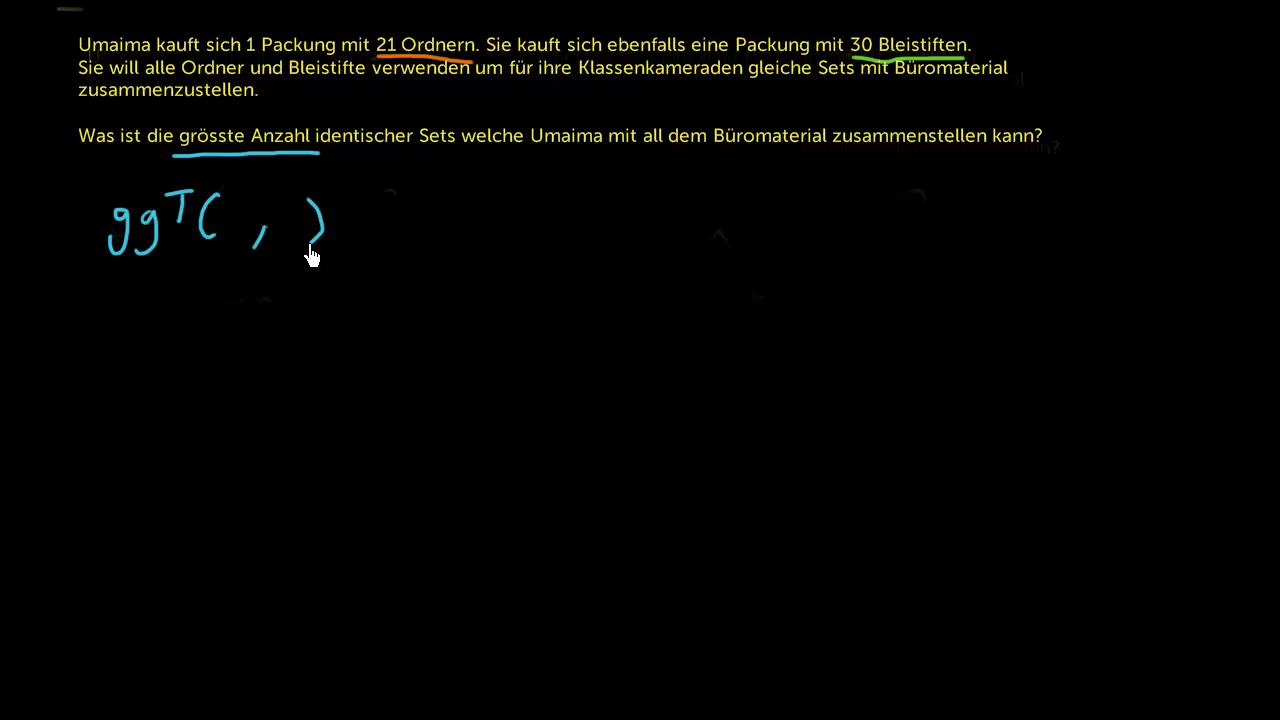 Umaima kauft sich 1 Packung mit 21 Ordnern. Sie kauft sich ebenfalls eine Packung mit 30 Bleistiften.
Sie will alle Ordner und Bleistifte verwenden um für ihre Klassenkameraden gleiche Sets mit Büromaterial
zusammenzustellen.
Was ist die grösste Anzahl identischer Sets welche Umaima mit all dem Büromaterial zusammenstellen kann?
ggT( , )